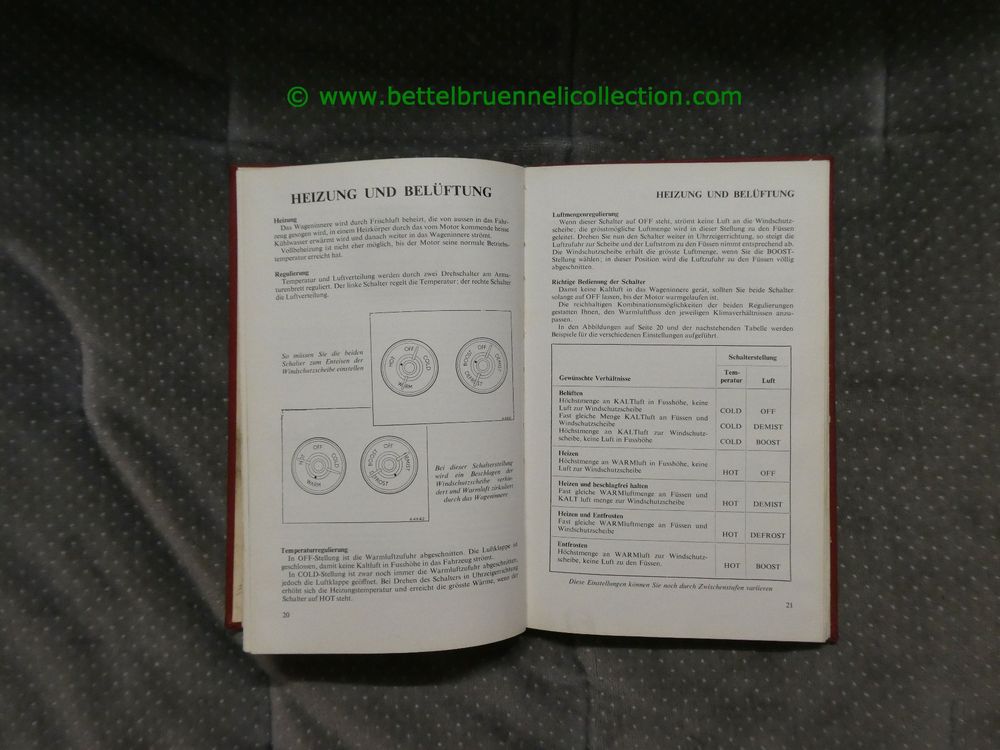 © www.bettelbruennelicollection.com
HEIZUNG UND BELÜFTUNG
Heizung
Das Wageninnere wird durch Frischluft beheizt, die von aussen in das Fahr-
zeug gesogen wird, in einem Heizkörper durch das vom Motor kommende heisse
Kühlwasser erwärmt wird und danach weiter in das Wageninnere strömt.
Vollbeheizung ist nicht eher möglich, bis der Motor seine normale Betriebs-
temperatur erreicht hat.
Regulierung
Temperatur und Luftverteilung werden durch zwei Drehschalter am Arma-
turenbrett reguliert. Der linke Schalter regelt die Temperatur; der rechte Schalter
die Luftverteilung.
So müssen Sie die beiden
Schalter zum Enteisen der
Windschutzscheibe einstellen
OFF
HOT
COLD
WARM
OFF
BOOST
DEMIST
DEFROST
OFF
HOT
COLD
WARM
OFF
BOOST
DEMIST
DEFROST
Bei dieser Schalterstellung
wird ein Beschlagen der
Windschutzscheibe verhin-
dert und Warmluft zirkuliert
durch das Wageninnere
Temperaturregulierung
In OFF-Stellung ist die Warmluftzufuhr abgeschnitten. Die Luftklappe ist
geschlossen, damit keine Kaltluft in Fusshöhe in das Fahrzeug strömt.
In COLD-Stellung ist zwar noch immer die Warmluftzufuhr abgeschnitten,
jedoch die Luftklappe geöffnet. Bei Drehen des Schalters in Uhrzeigerrichtung
erhöht sich die Heizungstemperatur und erreicht die grösste Wärme, wenn der
Schalter auf HOT steht.
20
HEIZUNG UND BELÜFTUNG
Luftmengenregulierung
Wenn dieser Schalter auf OFF steht, strömt keine Luft an die Windschutz-
scheibe; die grösstmögliche Luftmenge wird in dieser Stellung zu den Füssen
geleitet. Drehen Sie nun den Schalter weiter in Uhrzeigerrichtung, so steigt die
Luftzufuhr zur Scheibe und der Luftstrom zu den Füssen nimmt entsprechend ab.
Die Windschutzscheibe erhält die grösste Luftmenge, wenn Sie die BOOST-
Stellung wählen; in dieser Position wird die Luftzufuhr zu den Füssen völlig
abgeschnitten.
Richtige Bedienung der Schalter
Damit keine Kaltluft in das Wageninnere gerät, sollten Sie beide Schalter
solange auf OFF lassen, bis der Motor warmgelaufen ist.
Die reichhaltigen Kombinationsmöglichkeiten der beiden Regulierungen
gestatten Ihnen, den Warmluftfluss den jeweiligen Klimaverhältnissen anzu-
passen.
In den Abbildungen auf Seite 20 und der nachstehenden Tabelle werden
Beispiele für die verschiedenen Einstellungen aufgeführt.
Schalterstellung
Gewünschte Verhältnisse
Tem-
peratur Luft
Belüften
Höchstmenge an KALTluft in Fusshöhe, keine
Luft zur Windschutzscheibe COLD OFF
Fast gleiche Menge KALTluft an Füssen und
Windschutzscheibe COLD DEMIST
Höchstmenge an KALTluft zur Windschutz-
scheibe, keine Luft in Fusshöhe COLD BOOST
Heizen
Höchstmenge an WARMluft in Fusshöhe, keine
Luft zur Windschutzscheibe HOT OFF
Heizen und beschlagfrei halten
Fast gleiche WARMluftmenge an Füssen und
KALT luft menge zur Windschutzscheibe HOT DEMIST
Heizen und Entfrosten
Fast gleiche WARMluftmenge an Füssen und
Windschutzscheibe HOT DEFROST
Entfrosten
Höchstmenge an WARMluft zur Windschutz-
scheibe, keine Luft zu den Füssen. HOT BOOST
Diese Einstellungen können Sie noch durch Zwischenstufen variieren
21